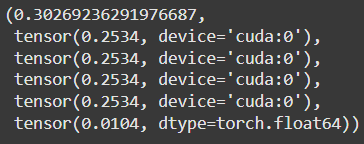 (0.30269236291976687,
tensor(0.2534, device='cuda:0'),
tensor(0.2534, device='cuda:0'),
tensor(0.2534, device='cuda:0'),
tensor(0.2534, device='cuda:0'),
tensor(0.0104, dtype=torch.float64))